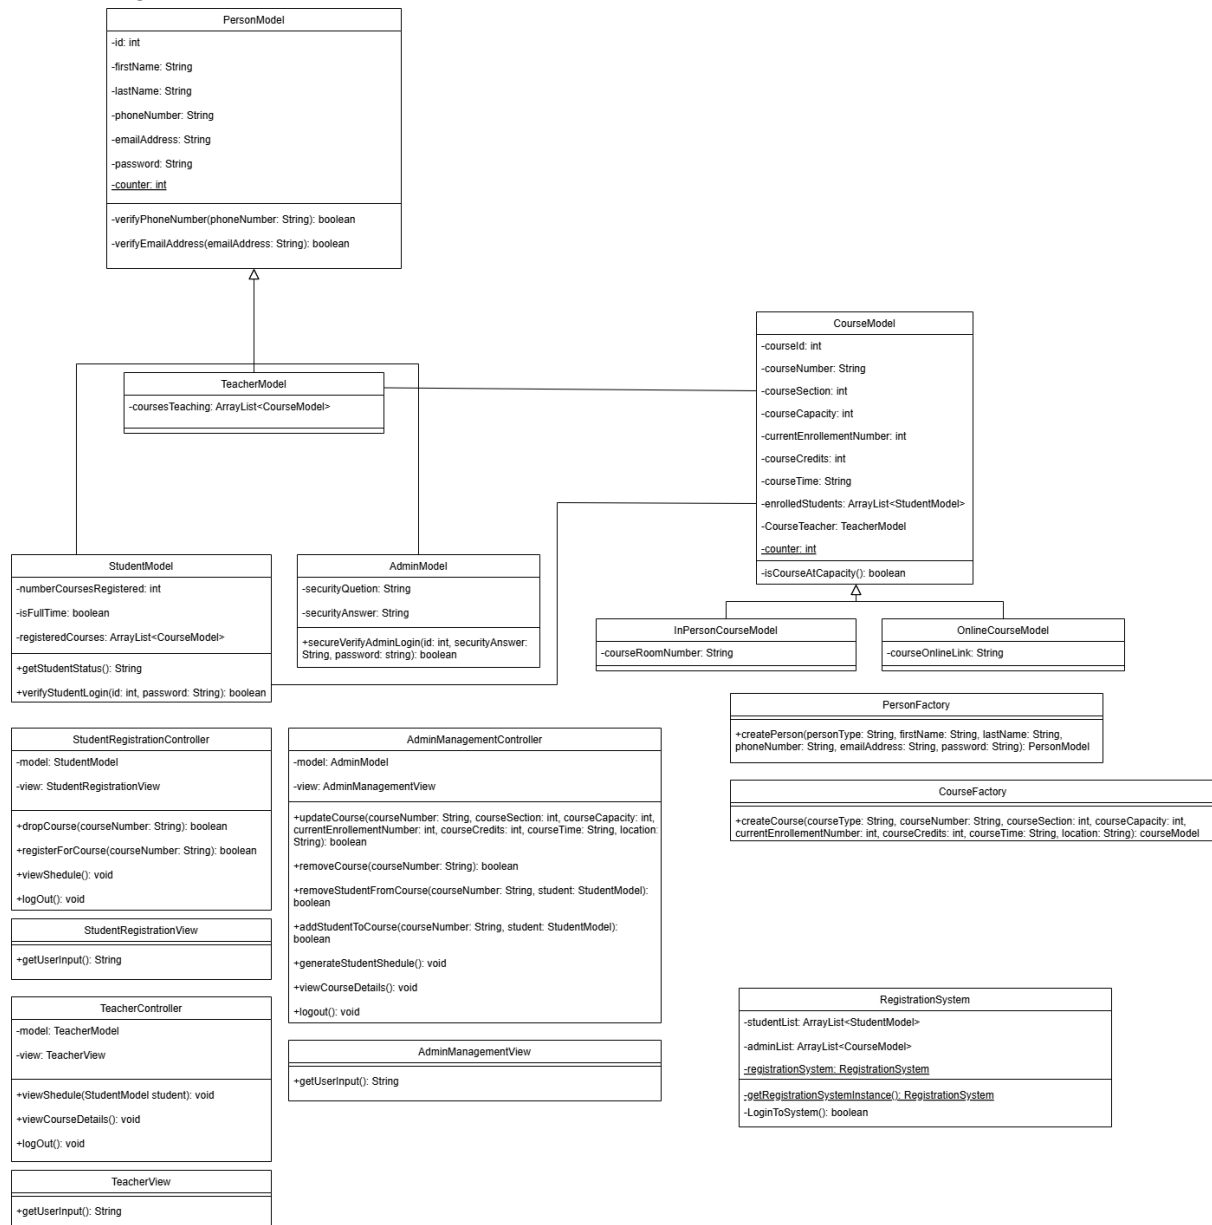 PersonModel
-id: int
-firstName: String
-lastName: String
-phoneNumber: String
-emailAddress: String
-password: String
-counter: int
-verifyPhoneNumber(phoneNumber: String): boolean
-verifyEmailAddress(emailAddress: String): boolean
TeacherModel
-coursesTeaching: ArrayList<CourseModel>
CourseModel
-courseId: int
-courseNumber: String
-courseSection: int
-courseCapacity: int
-currentEnrollementNumber: int
-courseCredits: int
-courseTime: String
-enrolledStudents: ArrayList<StudentModel>
-CourseTeacher: TeacherModel
-counter: int
-isCourseAtCapacity(): boolean
StudentModel
-numberCoursesRegistered: int
-isFullTime: boolean
-registeredCourses: ArrayList<CourseModel>
+getStudentStatus(): String
+verifyStudentLogin(id: int, password: String): boolean
AdminModel
-securityQuetion: String
-securityAnswer: String
+secureVerifyAdminLogin(id: int, securityAnswer:
String, password: string): boolean
InPersonCourseModel
-courseRoomNumber: String
OnlineCourseModel
-courseOnlineLink: String
PersonFactory
+createPerson(personType: String, firstName: String, lastName: String,
phoneNumber: String, emailAddress: String, password: String): PersonModel
CourseFactory
+createCourse(courseType: String, courseNumber: String, courseSection: int, courseCapacity: int,
currentEnrollementNumber: int, courseCredits: int, courseTime: String, location: String): courseModel
StudentRegistrationController
-model: StudentModel
-view: StudentRegistrationView
+dropCourse(courseNumber: String): boolean
+registerForCourse(courseNumber: String): boolean
+viewShedule(): void
+logOut(): void
StudentRegistrationView
+getUserInput(): String
AdminManagementController
-model: AdminModel
-view: AdminManagementView
+updateCourse(courseNumber: String, courseSection: int, courseCapacity: int,
currentEnrollementNumber: int, courseCredits: int, courseTime: String, location:
String): boolean
+removeCourse(courseNumber: String): boolean
+removeStudentFromCourse(courseNumber: String, student: StudentModel):
boolean
+addStudentToCourse(courseNumber: String, student: StudentModel):
boolean
+generateStudentShedule(): void
+viewCourseDetails(): void
+logout(): void
AdminManagementView
+getUserInput(): String
TeacherController
-model: TeacherModel
-view: TeacherView
+viewShedule(StudentModel student): void
+viewCourseDetails(): void
+logOut(): void
TeacherView
+getUserInput(): String
RegistrationSystem
-studentList: ArrayList<StudentModel>
-adminList: ArrayList<CourseModel>
-registrationSystem: RegistrationSystem
-getRegistrationSystemInstance(): RegistrationSystem
-LoginToSystem(): boolean